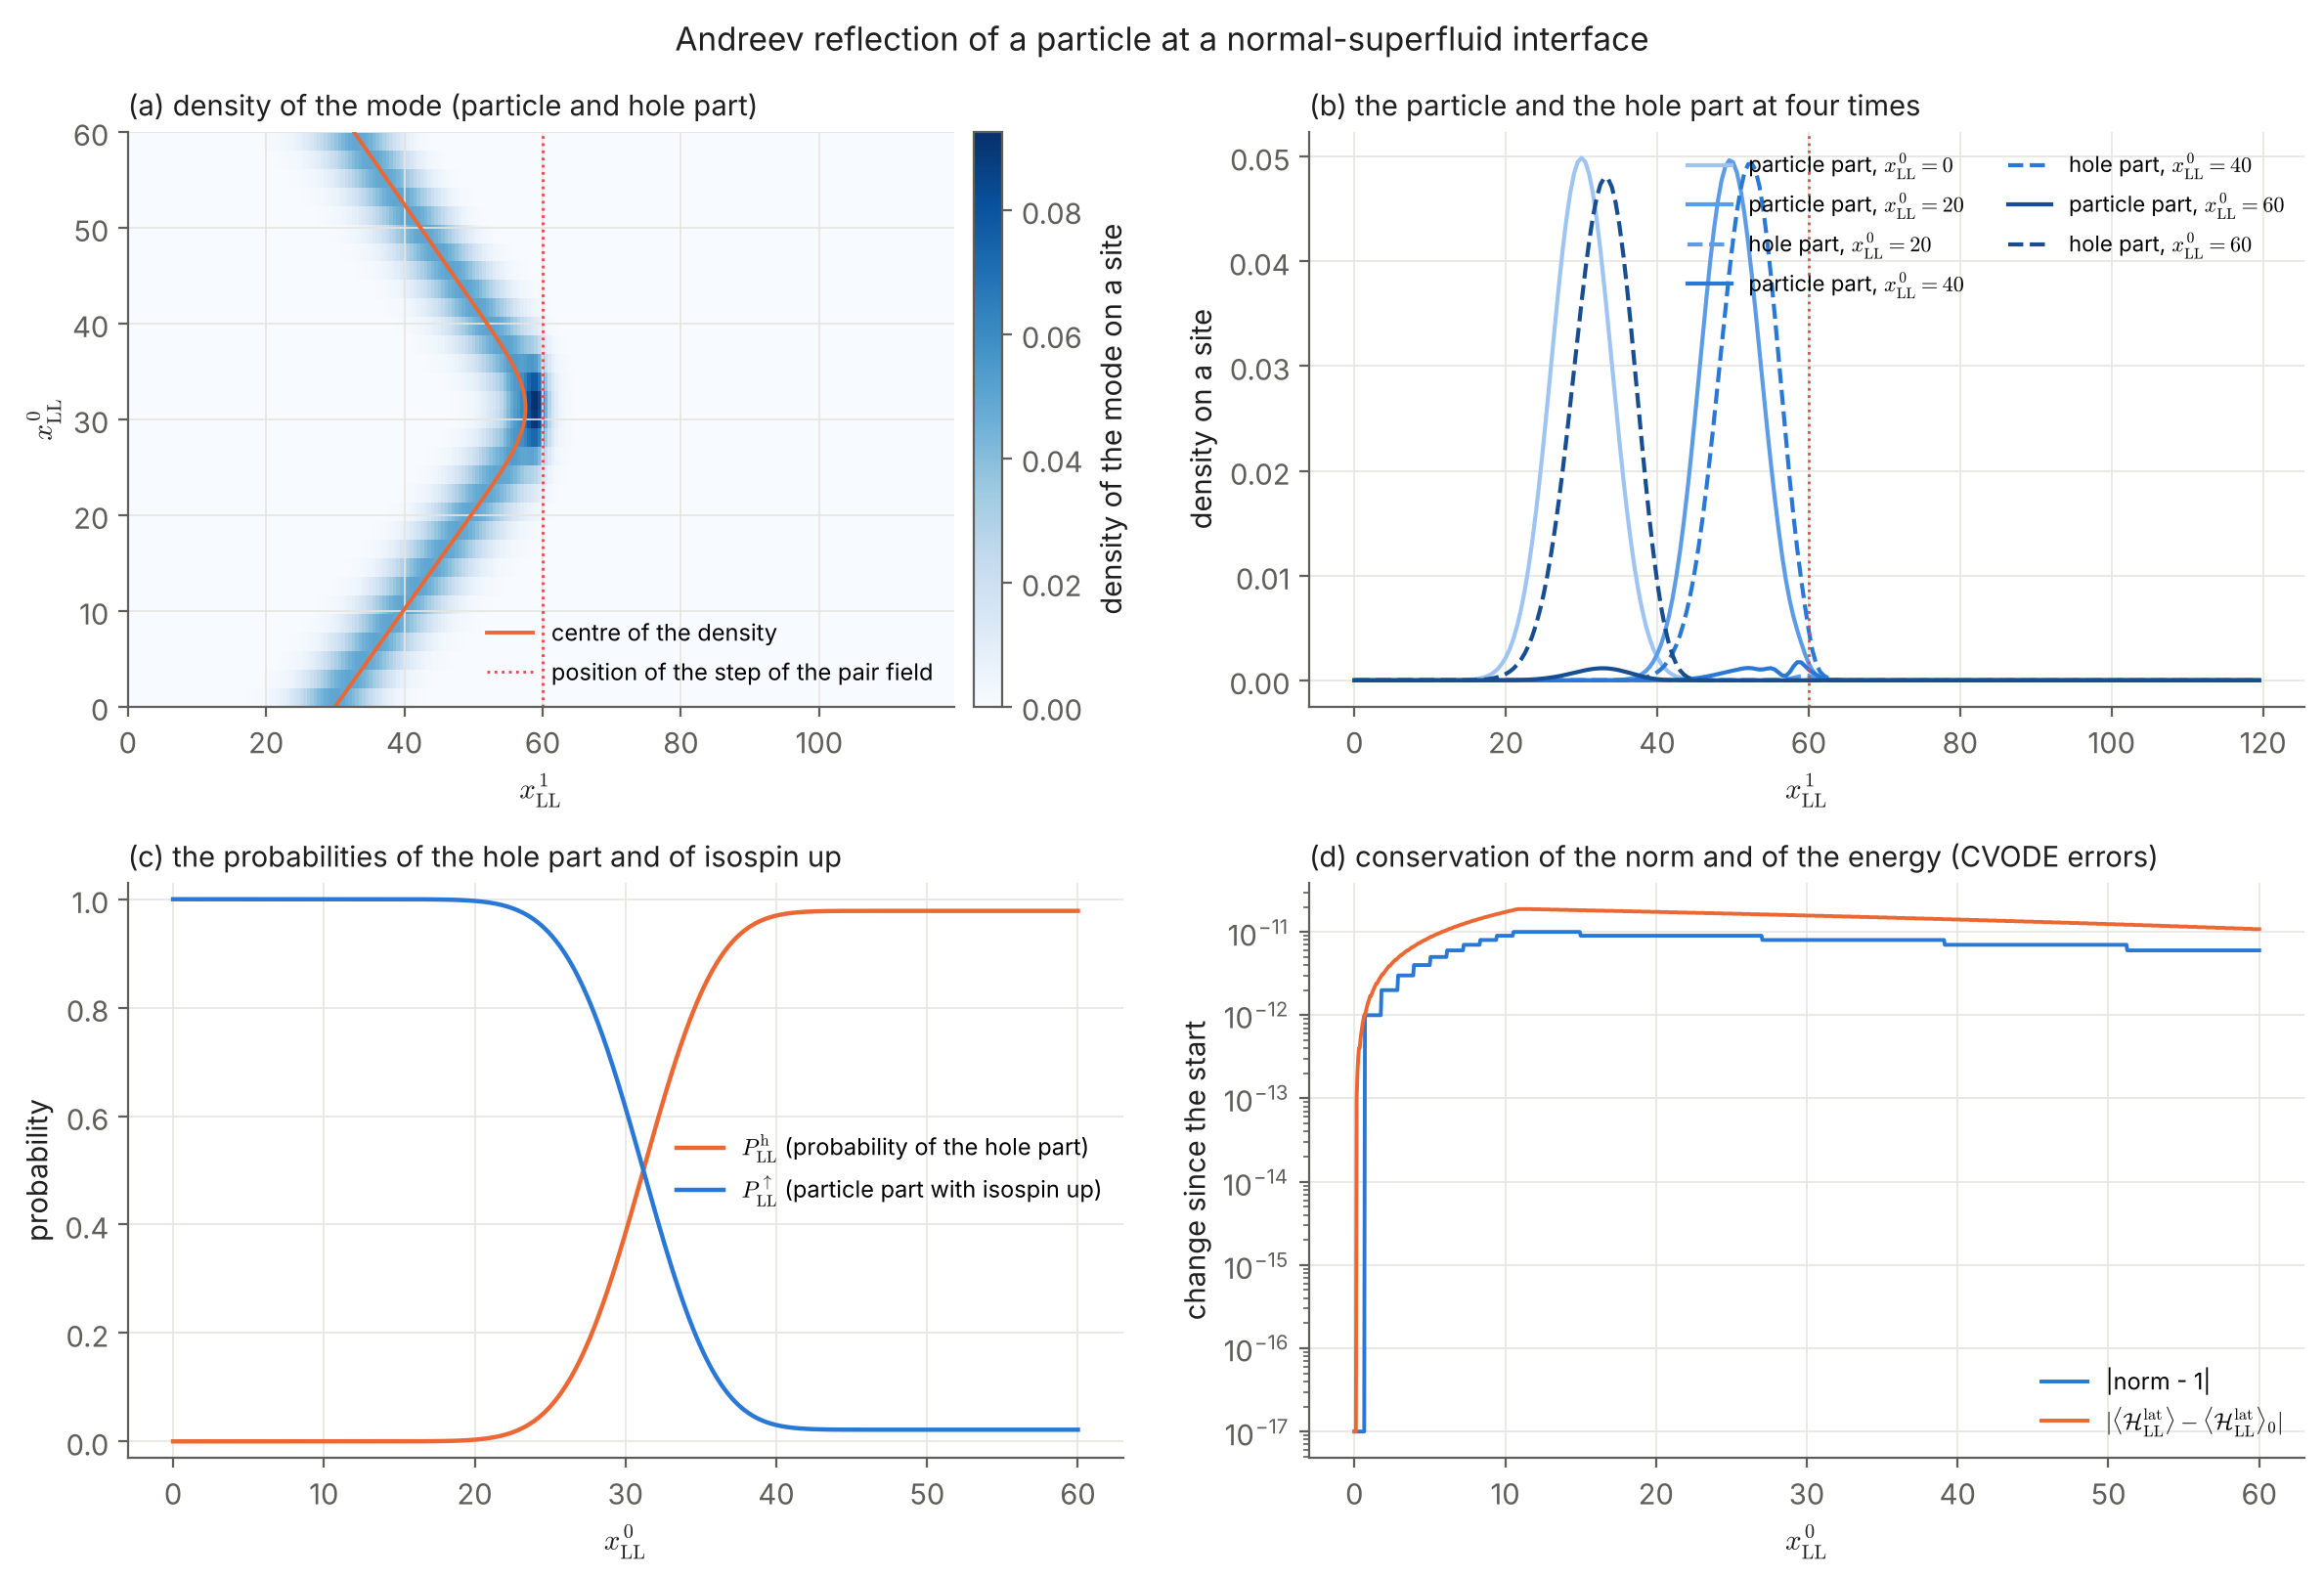 Andreev reflection of a particle at a normal-superfluid interface
(a) density of the mode (particle and hole part)
60
50
40
30
20
10
0
x⁰_LL
0 20 40 60 80 100
x¹_LL
centre of the density
position of the step of the pair field
0.08
0.06
0.04
0.02
0.00
density of the mode on a site
(b) the particle and the hole part at four times
0.05
0.04
0.03
0.02
0.01
0.00
density on a site
particle part, x⁰_LL = 0
particle part, x⁰_LL = 20
hole part, x⁰_LL = 20
particle part, x⁰_LL = 40
hole part, x⁰_LL = 40
particle part, x⁰_LL = 60
hole part, x⁰_LL = 60
0 20 40 60 80 100 120
x¹_LL
(c) the probabilities of the hole part and of isospin up
1.0
0.8
0.6
0.4
0.2
0.0
probability
P^h_LL (probability of the hole part)
P^↑_LL (particle part with isospin up)
0 10 20 30 40 50 60
x⁰_LL
(d) conservation of the norm and of the energy (CVODE errors)
10⁻¹¹
10⁻¹²
10⁻¹³
10⁻¹⁴
10⁻¹⁵
10⁻¹⁶
10⁻¹⁷
change since the start
|norm - 1|
|⟨ℋ^lat_LL⟩ − ⟨ℋ^lat_LL⟩₀|
0 10 20 30 40 50 60
x⁰_LL